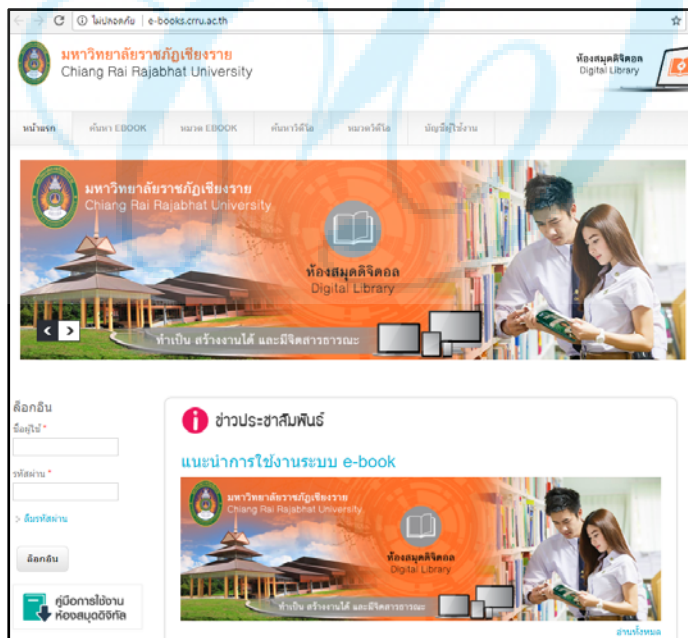 ไม่ปลอดภัย | e-books.crru.ac.th
มหาวิทยาลัยราชภัฏเชียงราย
Chiang Rai Rajabhat University
ห้องสมุดดิจิตอล
Digital Library
หน้าแรก ค้นหา EBOOK หมวด EBOOK ค้นหาวิดีโอ หมวดวิดีโอ บัญชีผู้ใช้งาน
มหาวิทยาลัยราชภัฏเชียงราย
Chiang Rai Rajabhat University
ห้องสมุดดิจิตอล
Digital Library
ทำเป็น สร้างงานได้ และมีจิตสาธารณะ
ล็อกอิน
ชื่อผู้ใช้ *
รหัสผ่าน *
> ลืมรหัสผ่าน
ล็อกอิน
คู่มือการใช้งาน
ห้องสมุดดิจิทัล
ข่าวประชาสัมพันธ์
แนะนำการใช้งานระบบ e-book
มหาวิทยาลัยราชภัฏเชียงราย
Chiang Rai Rajabhat University
ห้องสมุดดิจิตอล
Digital Library
ทำเป็น สร้างงานได้ และมีจิตสาธารณะ
อ่านทั้งหมด